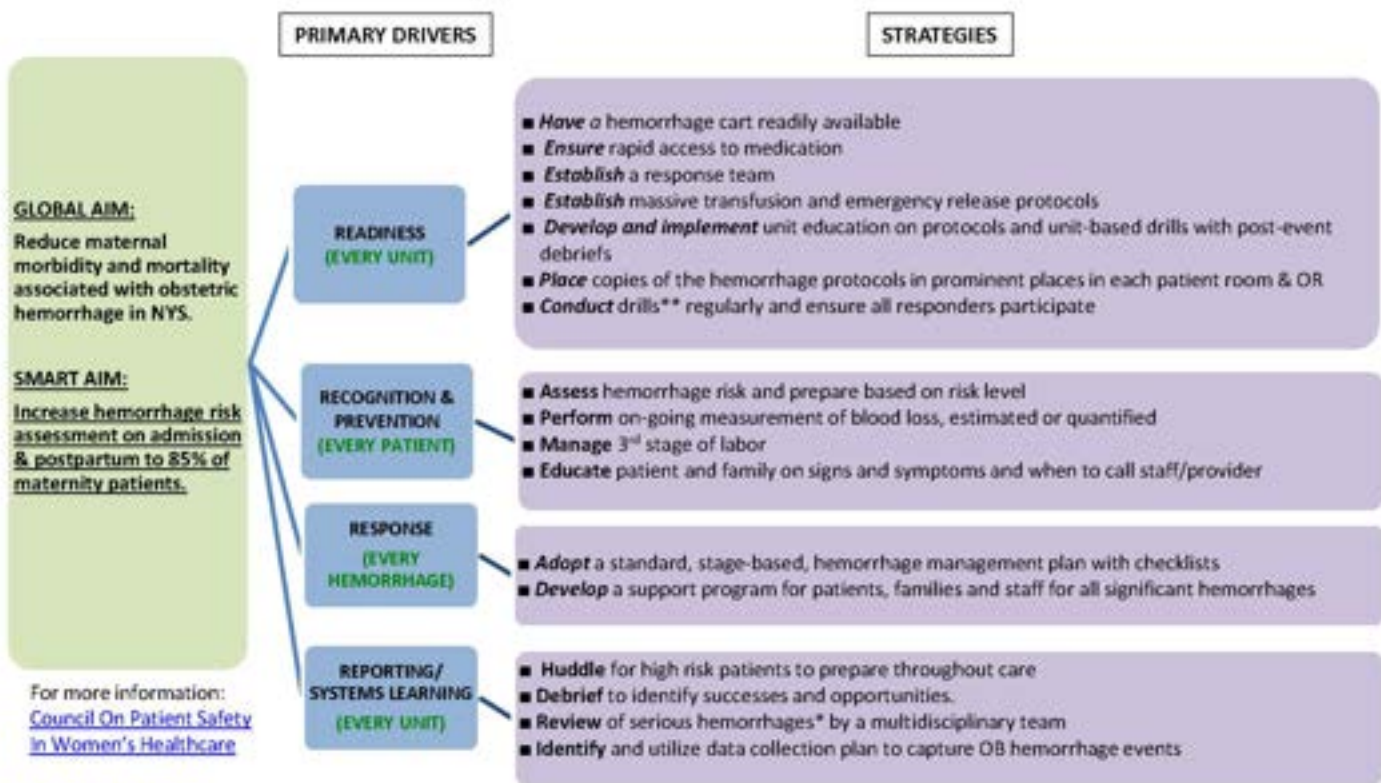 PRIMARY DRIVERS
STRATEGIES
GLOBAL AIM:
Reduce maternal
morbidity and mortality
associated with obstetric
hemorrhage in NYS.
SMART AIM:
Increase hemorrhage risk
assessment on admission
& postpartum to 85% of
maternity patients.
For more information:
Council On Patient Safety
In Women's Healthcare
READINESS
(EVERY UNIT)
■ Have a hemorrhage cart readily available
■ Ensure rapid access to medication
■ Establish a response team
■ Establish massive transfusion and emergency release protocols
■ Develop and implement unit education on protocols and unit-based drills with post-event
debriefs
■ Place copies of the hemorrhage protocols in prominent places in each patient room & OR
■ Conduct drills** regularly and ensure all responders participate
RECOGNITION &
PREVENTION
(EVERY PATIENT)
■ Assess hemorrhage risk and prepare based on risk level
■ Perform on-going measurement of blood loss, estimated or quantified
■ Manage 3rd stage of labor
■ Educate patient and family on signs and symptoms and when to call staff/provider
RESPONSE
(EVERY
HEMORRHAGE)
■ Adopt a standard, stage-based, hemorrhage management plan with checklists
■ Develop a support program for patients, families and staff for all significant hemorrhages
REPORTING/
SYSTEMS LEARNING
(EVERY UNIT)
■ Huddle for high risk patients to prepare throughout care
■ Debrief to identify successes and opportunities.
■ Review of serious hemorrhages* by a multidisciplinary team
■ Identify and utilize data collection plan to capture OB hemorrhage events